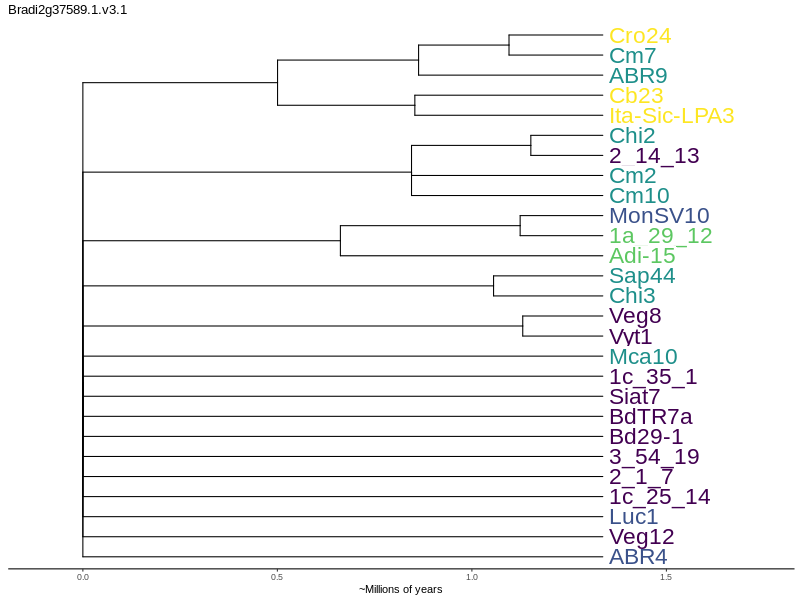 Bradi2g37589.1.v3.1
Cro24
Cm7
ABR9
Cb23
Ita-Sic-LPA3
Chi2
2_14_13
Cm2
Cm10
MonSV10
1a_29_12
Adi-15
Sap44
Chi3
Veg8
Vyt1
Mca10
1c_35_1
Siat7
BdTR7a
Bd29-1
3_54_19
2_1_7
1c_25_14
Luc1
Veg12
ABR4
0.0 0.5 1.0 1.5
~Millions of years